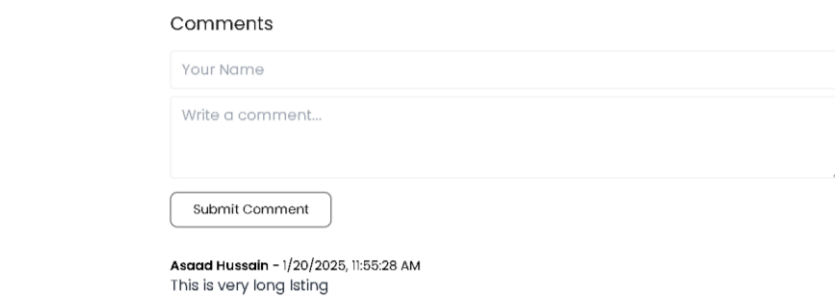 Comments
Your Name
Write a comment...
Submit Comment
Asaad Hussain - 1/20/2025, 11:55:28 AM
This is very long lsting